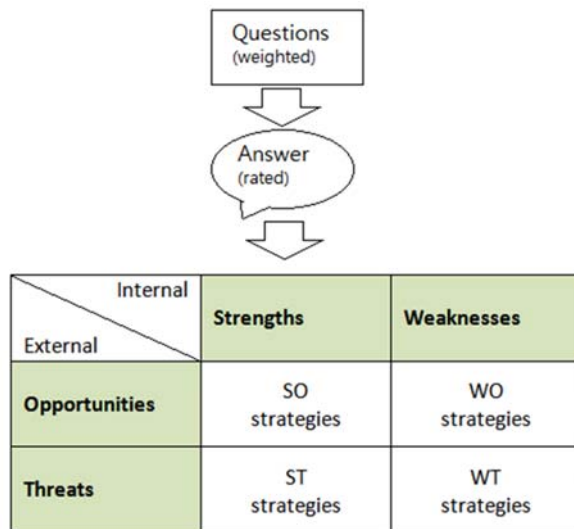 Questions
(weighted)
Answer
(rated)
Internal
External
Strengths
Weaknesses
Opportunities
SO
strategies
WO
strategies
Threats
ST
strategies
WT
strategies